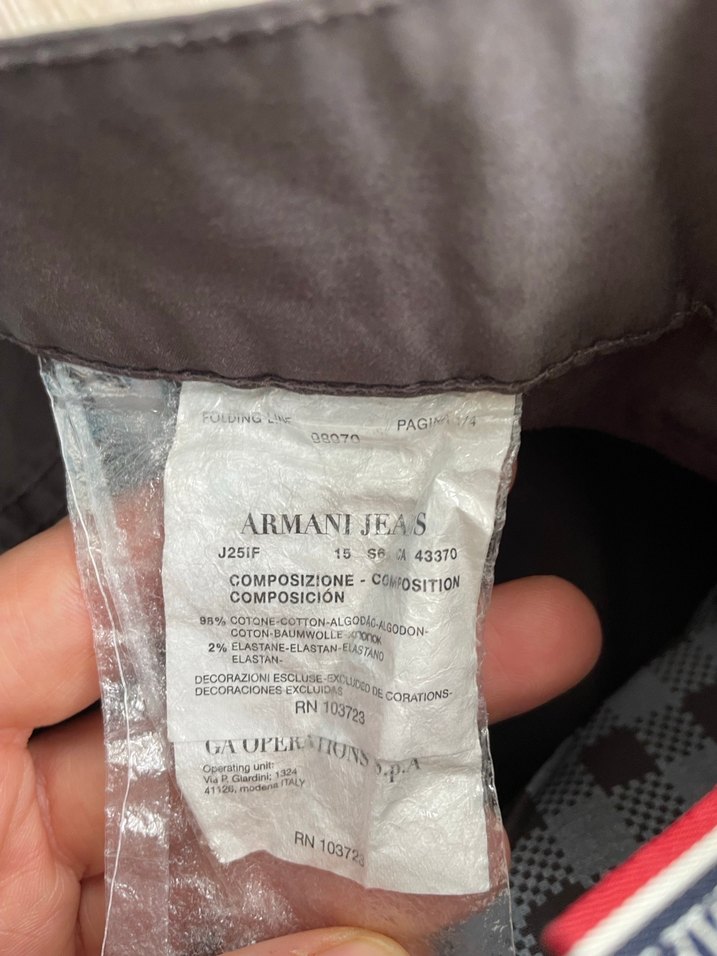 FOLDING LINE
PAGINA 1/4
98070
ARMANI JEANS
J25IF 15 S6 CA 43370
COMPOSIZIONE - COMPOSITION
COMPOSICIÓN
98% COTONE-COTTON-ALGODÃO-ALGODON-
COTON-BAUMWOLLE-ХЛОПОК
2% ELASTANE-ELASTAN-ELASTANO
ELASTAN-
DECORAZIONI ESCLUSE-EXCLUDED DECORATIONS-
DECORACIONES EXCLUIDAS
RN 103723
GA OPERATIONS S.p.A
Operating unit:
Via P. Giardini: 1324
41126, modena ITALY
RN 103723